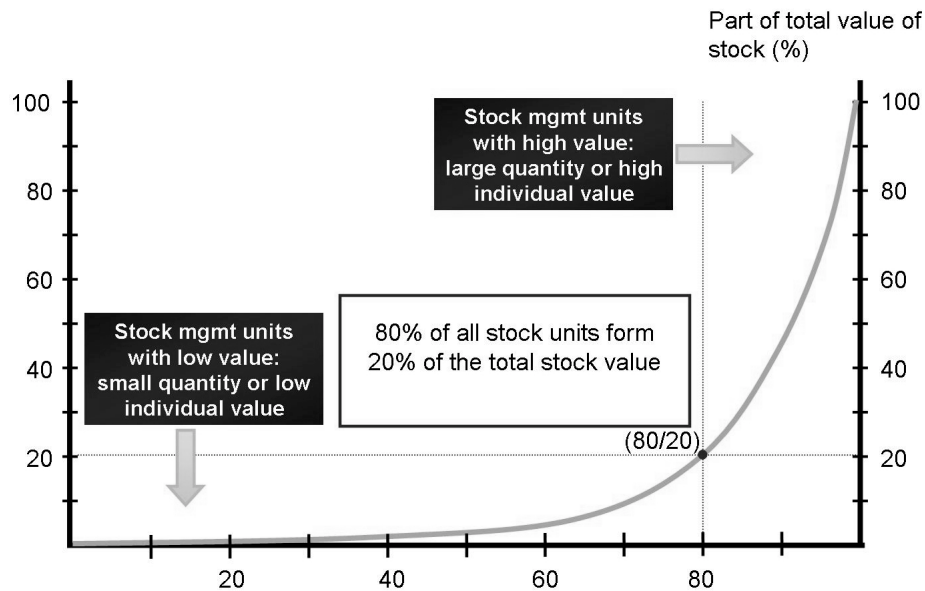 Part of total value of
stock (%)
100
80
60
40
20
100
80
60
40
20
Stock mgmt units
with high value:
large quantity or high
individual value
80% of all stock units form
20% of the total stock value
Stock mgmt units
with low value:
small quantity or low
individual value
(80/20)
20
40
60
80